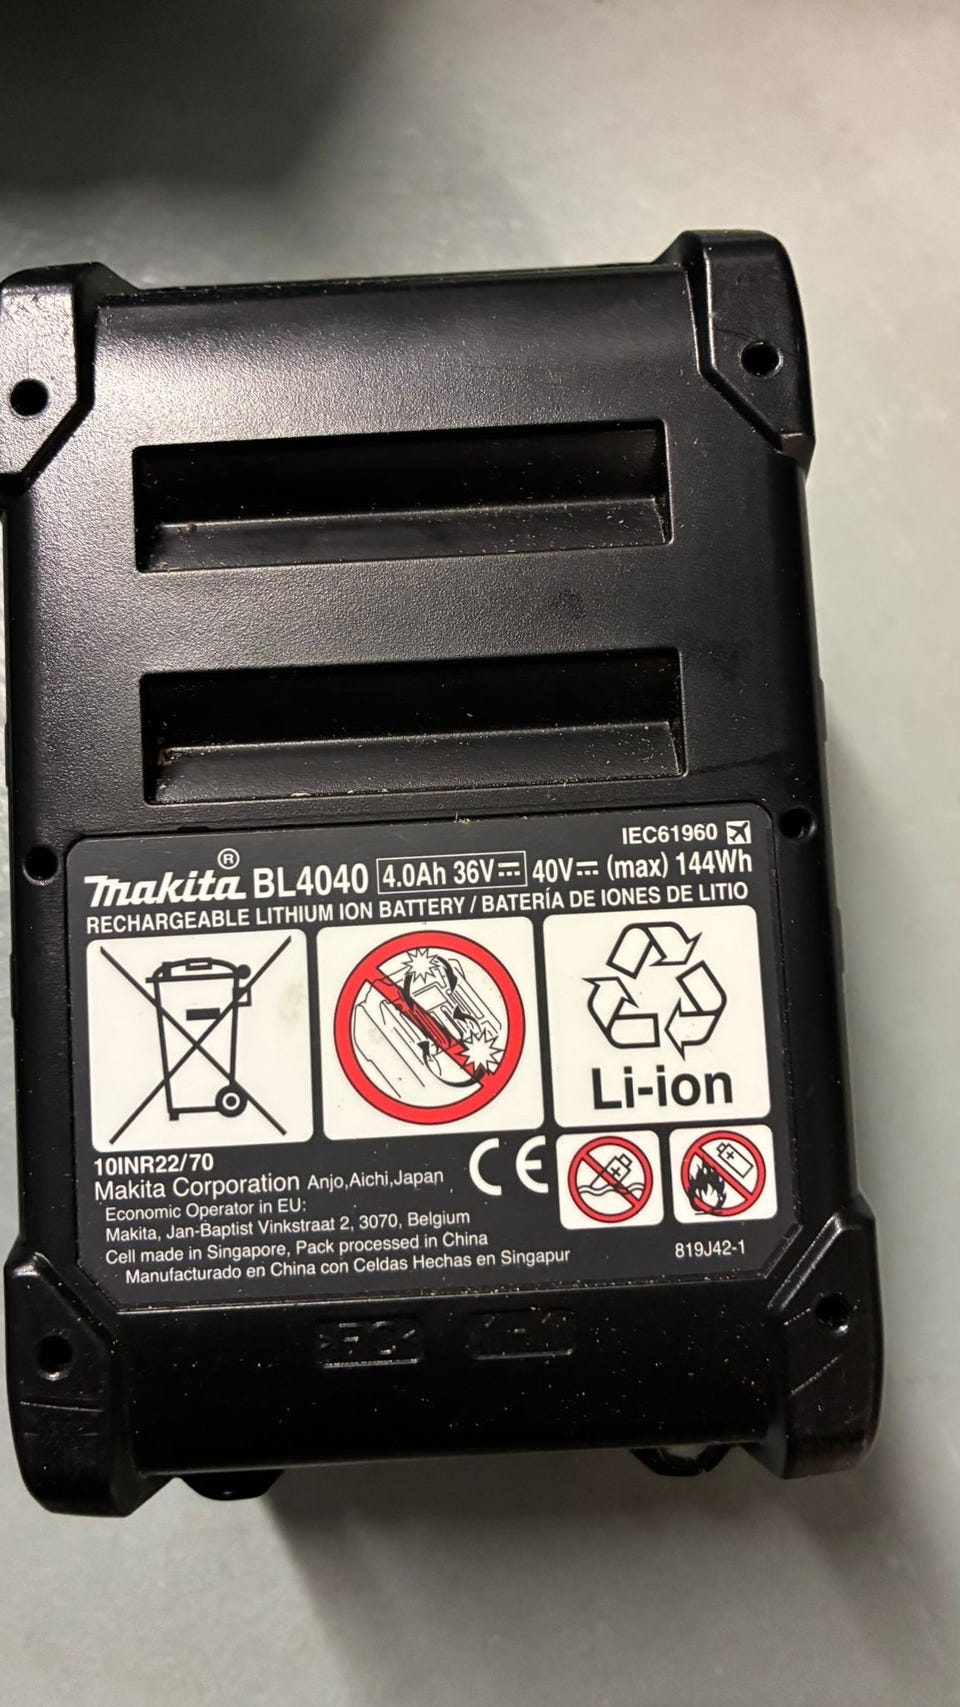 IEC61960
makita® BL4040 4.0Ah 36V⎓ 40V⎓ (max) 144Wh
RECHARGEABLE LITHIUM ION BATTERY / BATERÍA DE IONES DE LITIO
Li-ion
10INR22/70
Makita Corporation Anjo,Aichi,Japan
CE
Economic Operator in EU:
Makita, Jan-Baptist Vinkstraat 2, 3070, Belgium
Cell made in Singapore, Pack processed in China
Manufacturado en China con Celdas Hechas en Singapur
819J42-1